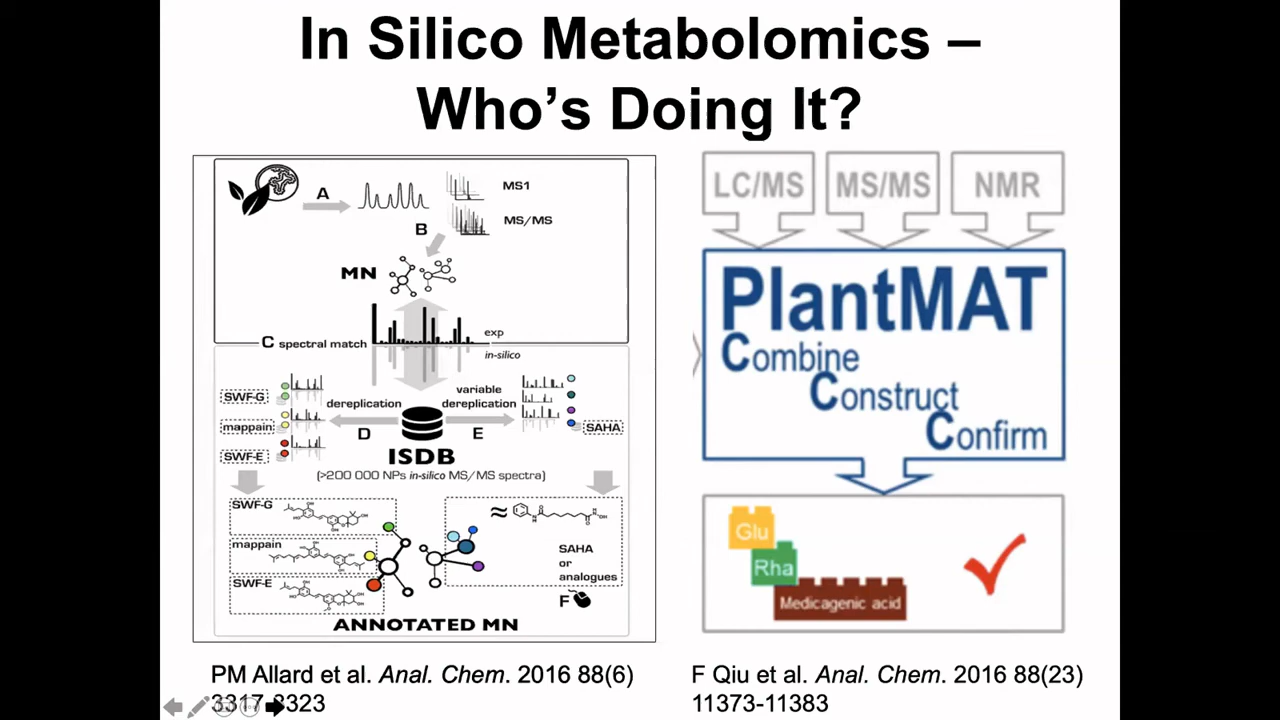 In Silico Metabolomics –
Who's Doing It?
A
MS1
MS/MS
B
MN
C spectral match
exp
in-silico
SWF-G
mappain
SWF-E
dereplication
D
variable
dereplication
E
SAHA
ISDB
(>200 000 NPs in-silico MS/MS spectra)
SWF-G
mappain
SWF-E
≈
SAHA
or
analogues
F
ANNOTATED MN
LC/MS
MS/MS
NMR
PlantMAT
Combine
Construct
Confirm
Glu
Rha
Medicagenic acid
PM Allard et al. Anal. Chem. 2016 88(6)
3317-3323
F Qiu et al. Anal. Chem. 2016 88(23)
11373-11383